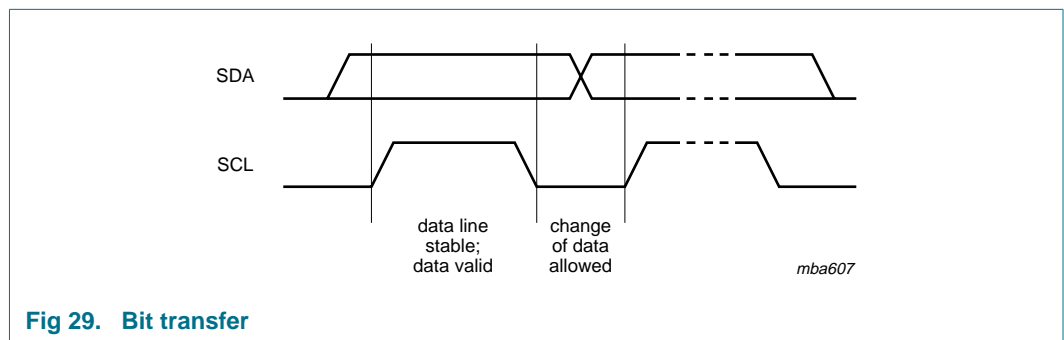 SDA
SCL
data line
stable;
data valid
change
of data
allowed
mba607
Fig 29. Bit transfer